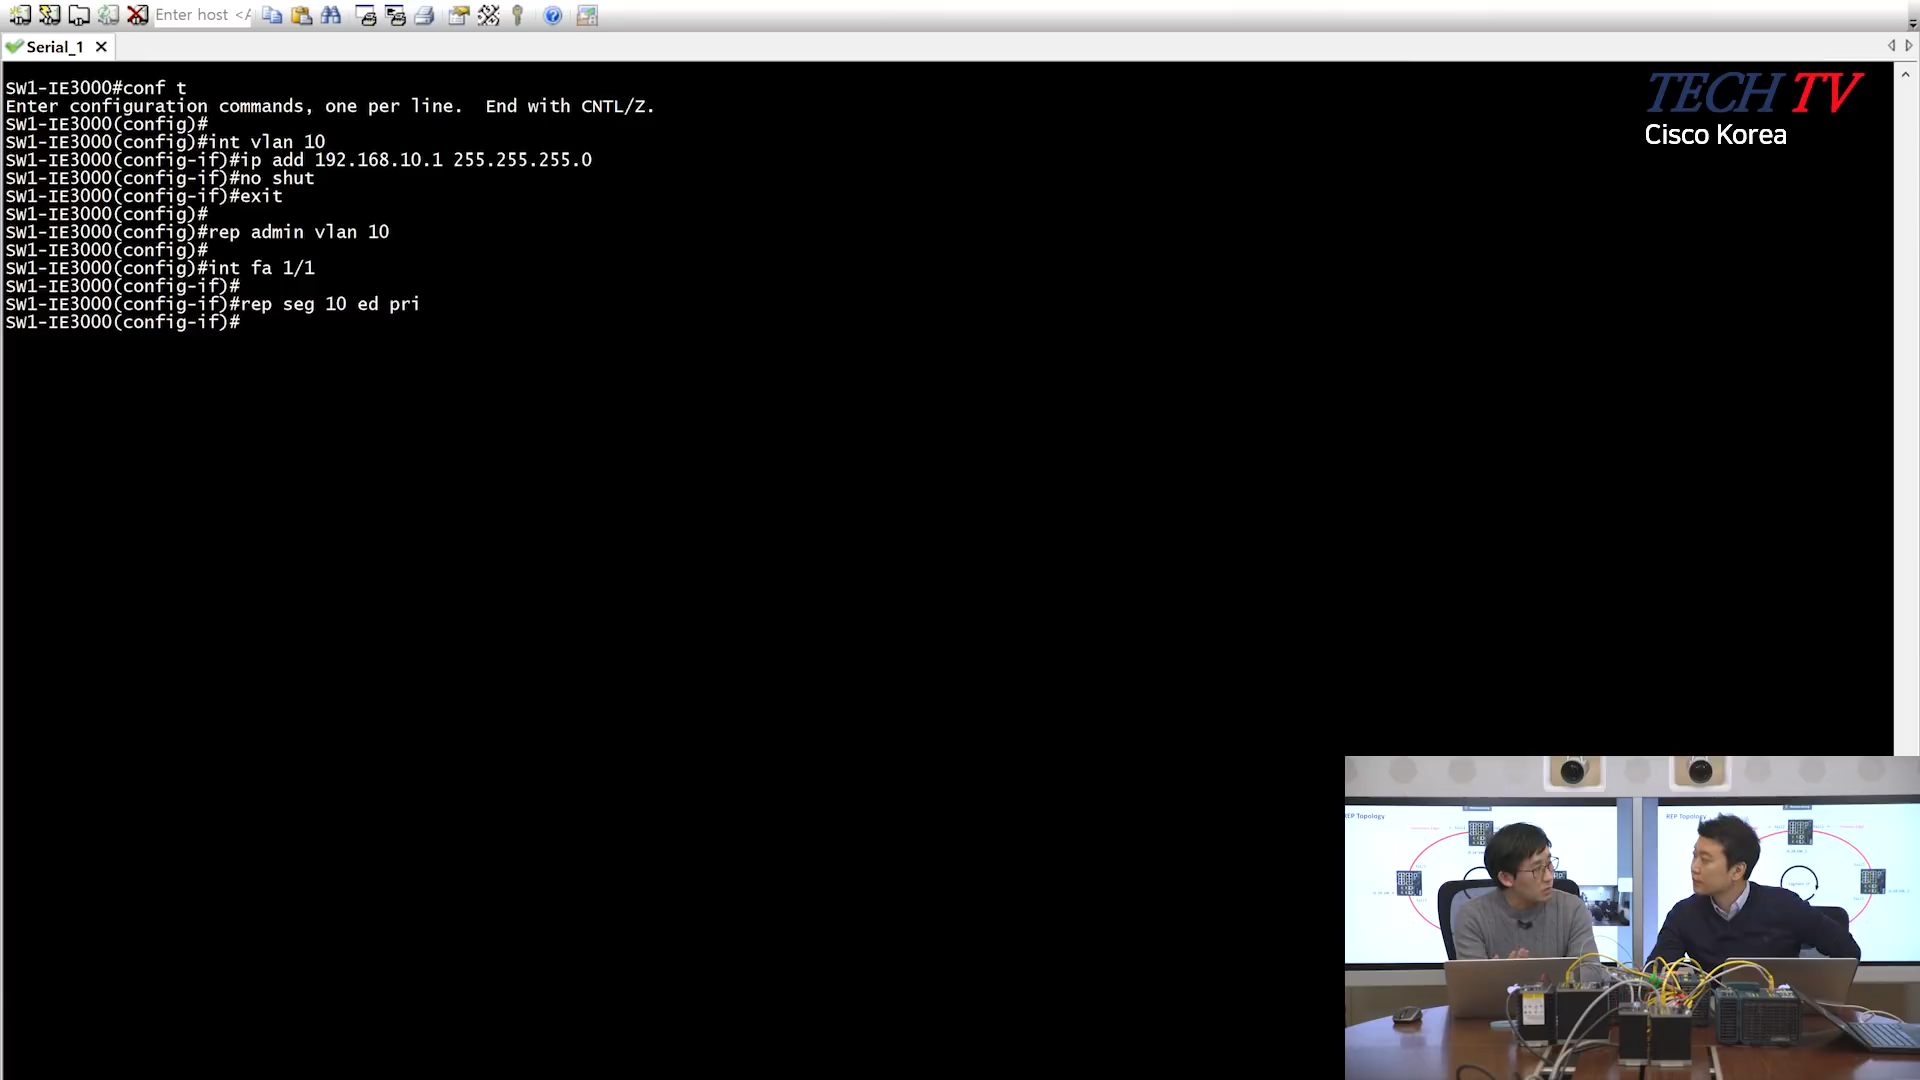 Enter host <A
Serial_1
SW1-IE3000#conf t
Enter configuration commands, one per line.  End with CNTL/Z.
SW1-IE3000(config)#
SW1-IE3000(config)#int vlan 10
SW1-IE3000(config-if)#ip add 192.168.10.1 255.255.255.0
SW1-IE3000(config-if)#no shut
SW1-IE3000(config-if)#exit
SW1-IE3000(config)#
SW1-IE3000(config)#rep admin vlan 10
SW1-IE3000(config)#
SW1-IE3000(config)#int fa 1/1
SW1-IE3000(config-if)#
SW1-IE3000(config-if)#rep seg 10 ed pri
SW1-IE3000(config-if)#
TECH TV
Cisco Korea
REP Topology
REP Topology